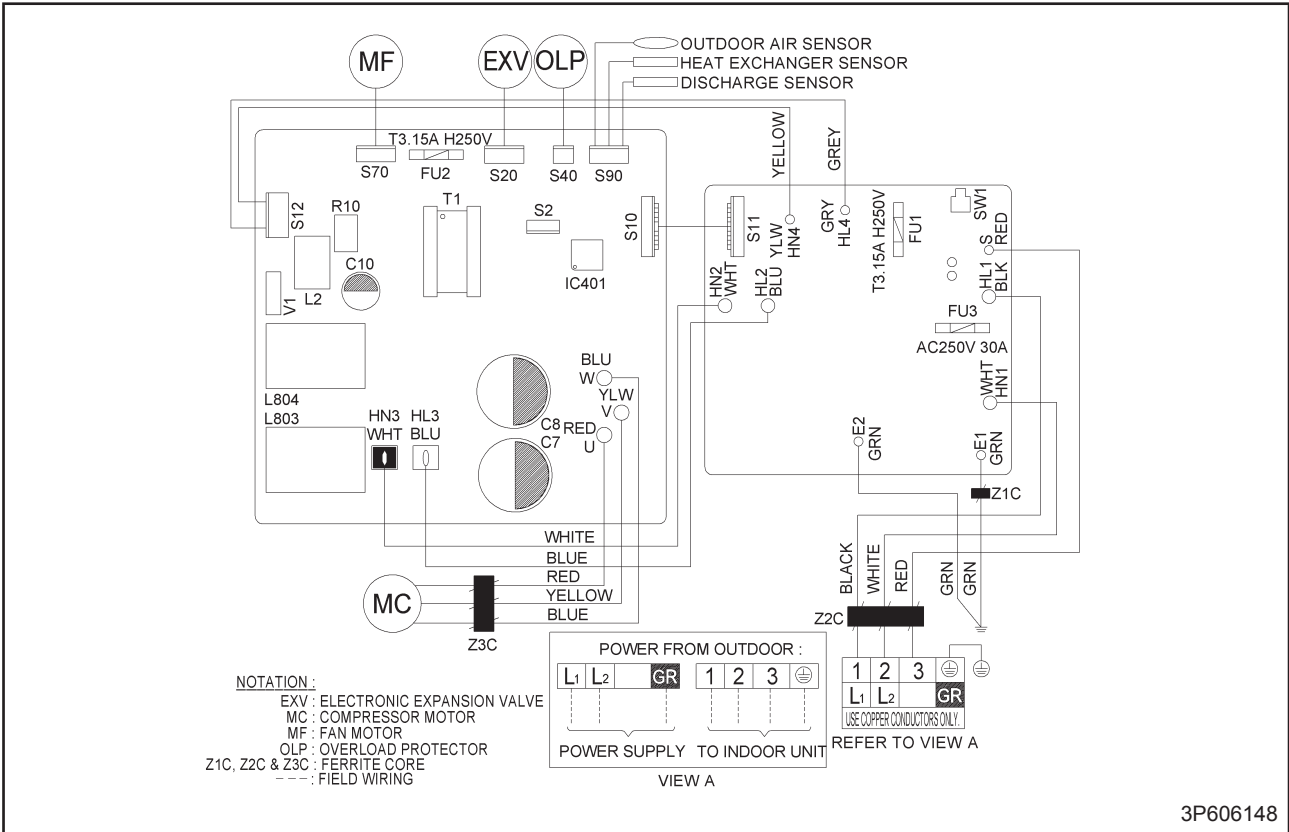 MF
EXV
OLP
OUTDOOR AIR SENSOR
HEAT EXCHANGER SENSOR
DISCHARGE SENSOR
YELLOW
GREY
T3.15A H250V
S70
FU2
S20
S40
S90
S12
R10
T1
S2
S10
S11
YLW
HN4
GRY
HL4
T3.15A H250V
FU1
SW1
S
RED
C10
IC401
V1
L2
HN2
WHT
HL2
BLU
HL1
BLK
FU3
AC250V 30A
BLU
W
YLW
V
WHT
HN1
L804
L803
HN3
WHT
HL3
BLU
C8
C7
RED
U
E2
GRN
E1
GRN
Z1C
WHITE
BLUE
RED
YELLOW
BLUE
MC
Z3C
BLACK
WHITE
RED
GRN
GRN
Z2C
1 2 3
L1 L2 GR
USE COPPER CONDUCTORS ONLY.
REFER TO VIEW A
POWER FROM OUTDOOR :
L1 L2 GR 1 2 3
POWER SUPPLY TO INDOOR UNIT
VIEW A
NOTATION :
EXV : ELECTRONIC EXPANSION VALVE
MC : COMPRESSOR MOTOR
MF : FAN MOTOR
OLP : OVERLOAD PROTECTOR
Z1C, Z2C & Z3C : FERRITE CORE
--- : FIELD WIRING
3P606148